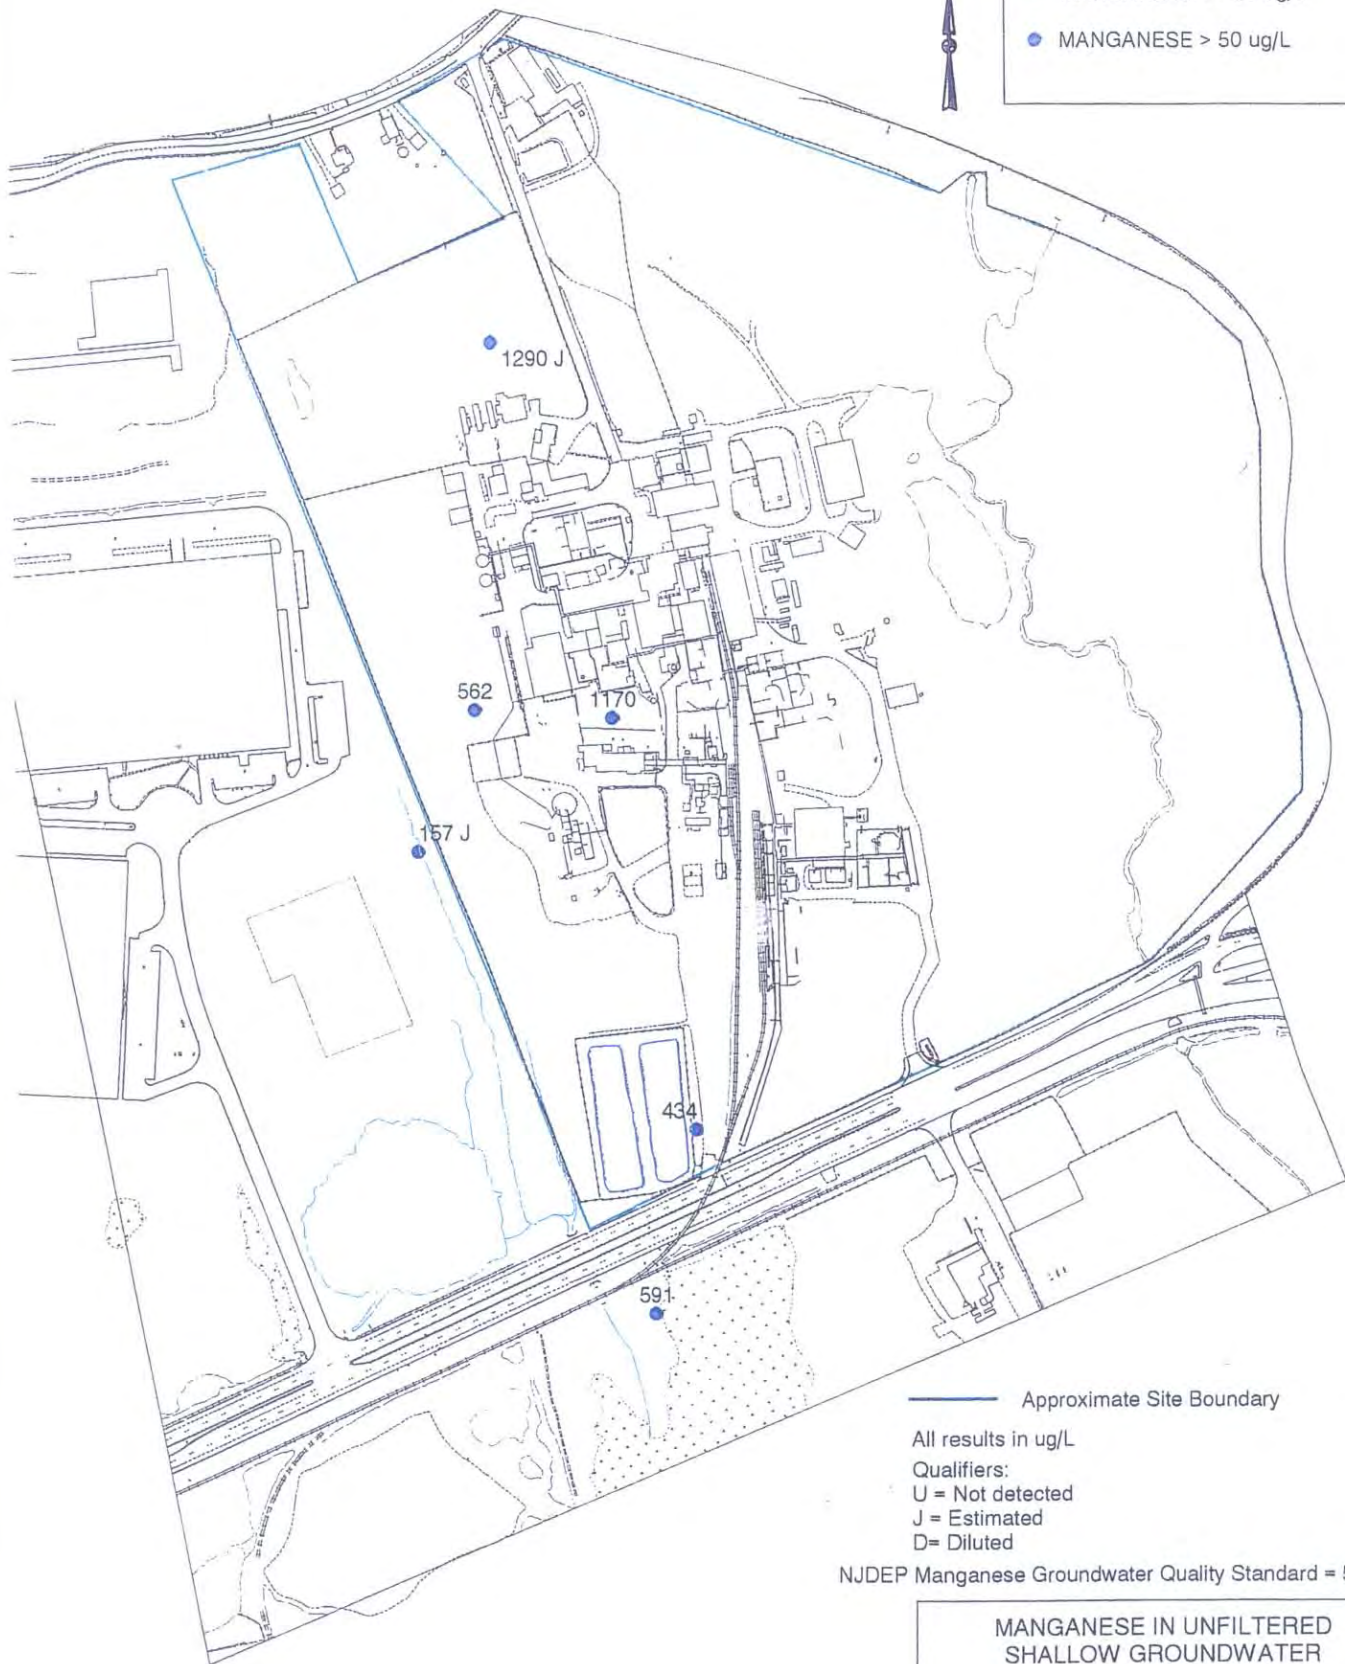 MANGANESE > 50 ug/L
1290 J
562
1170
157 J
434
591
Approximate Site Boundary
All results in ug/L
Qualifiers:
U = Not detected
J = Estimated
D= Diluted
NJDEP Manganese Groundwater Quality Standard =
MANGANESE IN UNFILTERED
SHALLOW GROUNDWATER